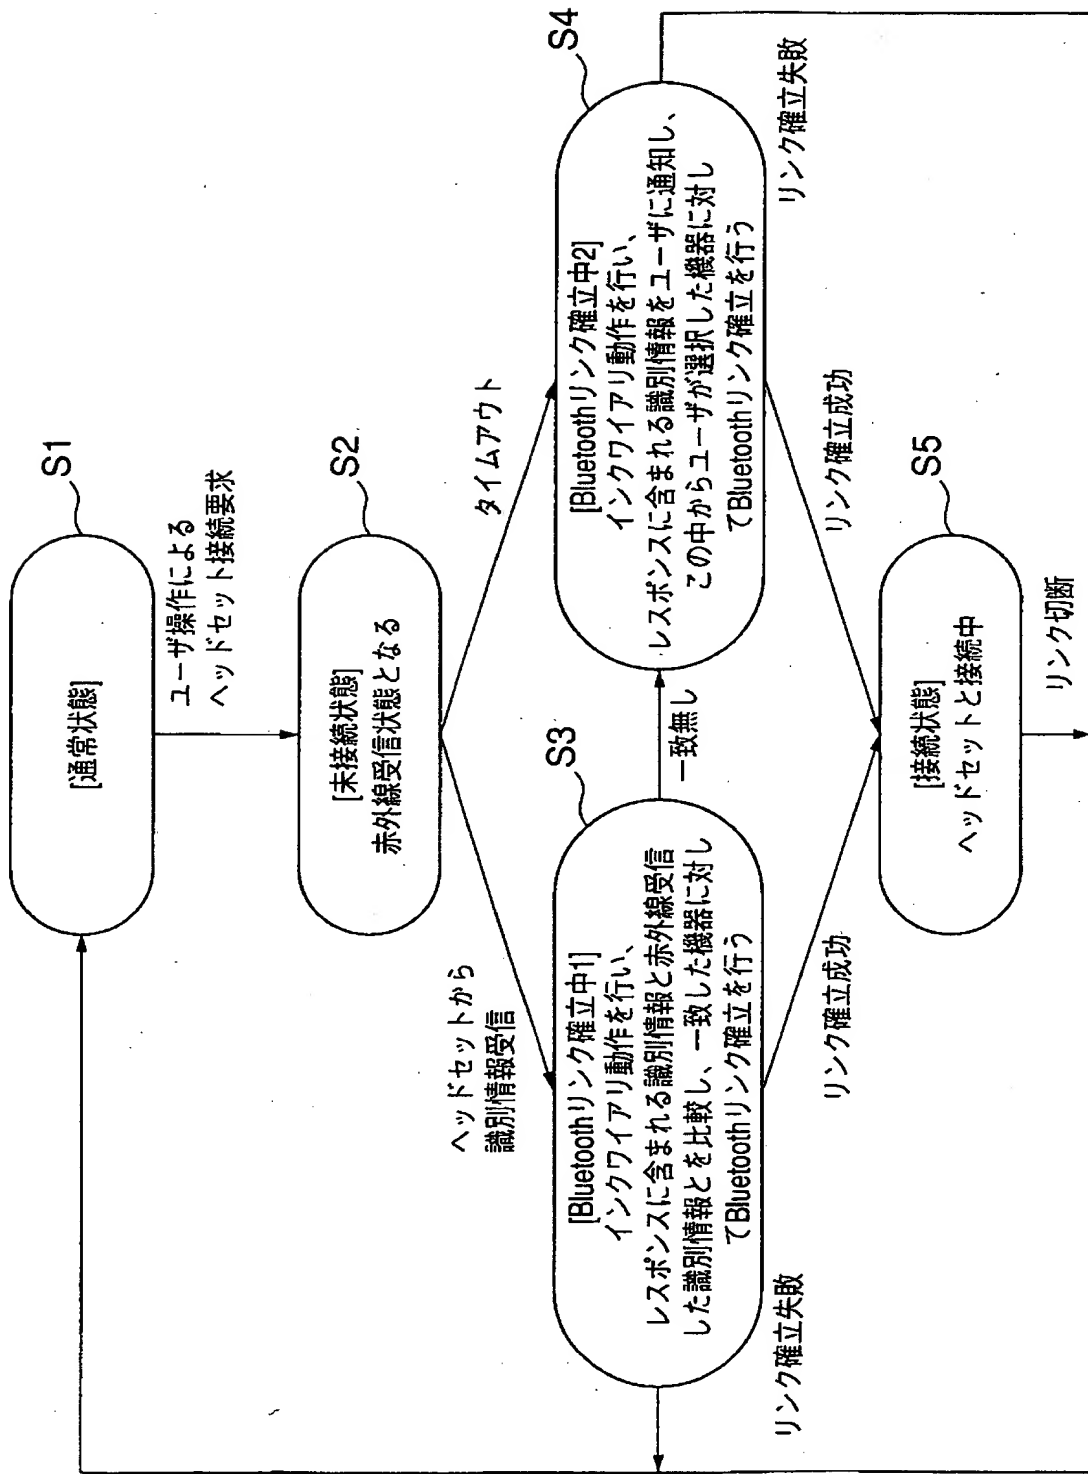 S1
[通常状態]
ユーザ操作による
ヘッドセット接続要求
S2
[未接続状態]
赤外線受信状態となる
ヘッドセットから
識別情報受信
タイムアウト
S3
[Bluetoothリンク確立中1]
インクワイアリ動作を行い、
レスポンスに含まれる識別情報と赤外線受信
した識別情報とを比較し、一致した機器に対し
てBluetoothリンク確立を行う
一致無し
S4
[Bluetoothリンク確立中2]
インクワイアリ動作を行い、
レスポンスに含まれる識別情報をユーザに通知し、
この中からユーザが選択した機器に対し
てBluetoothリンク確立を行う
リンク確立失敗
リンク確立成功
リンク確立成功
リンク確立失敗
S5
[接続状態]
ヘッドセットと接続中
リンク切断